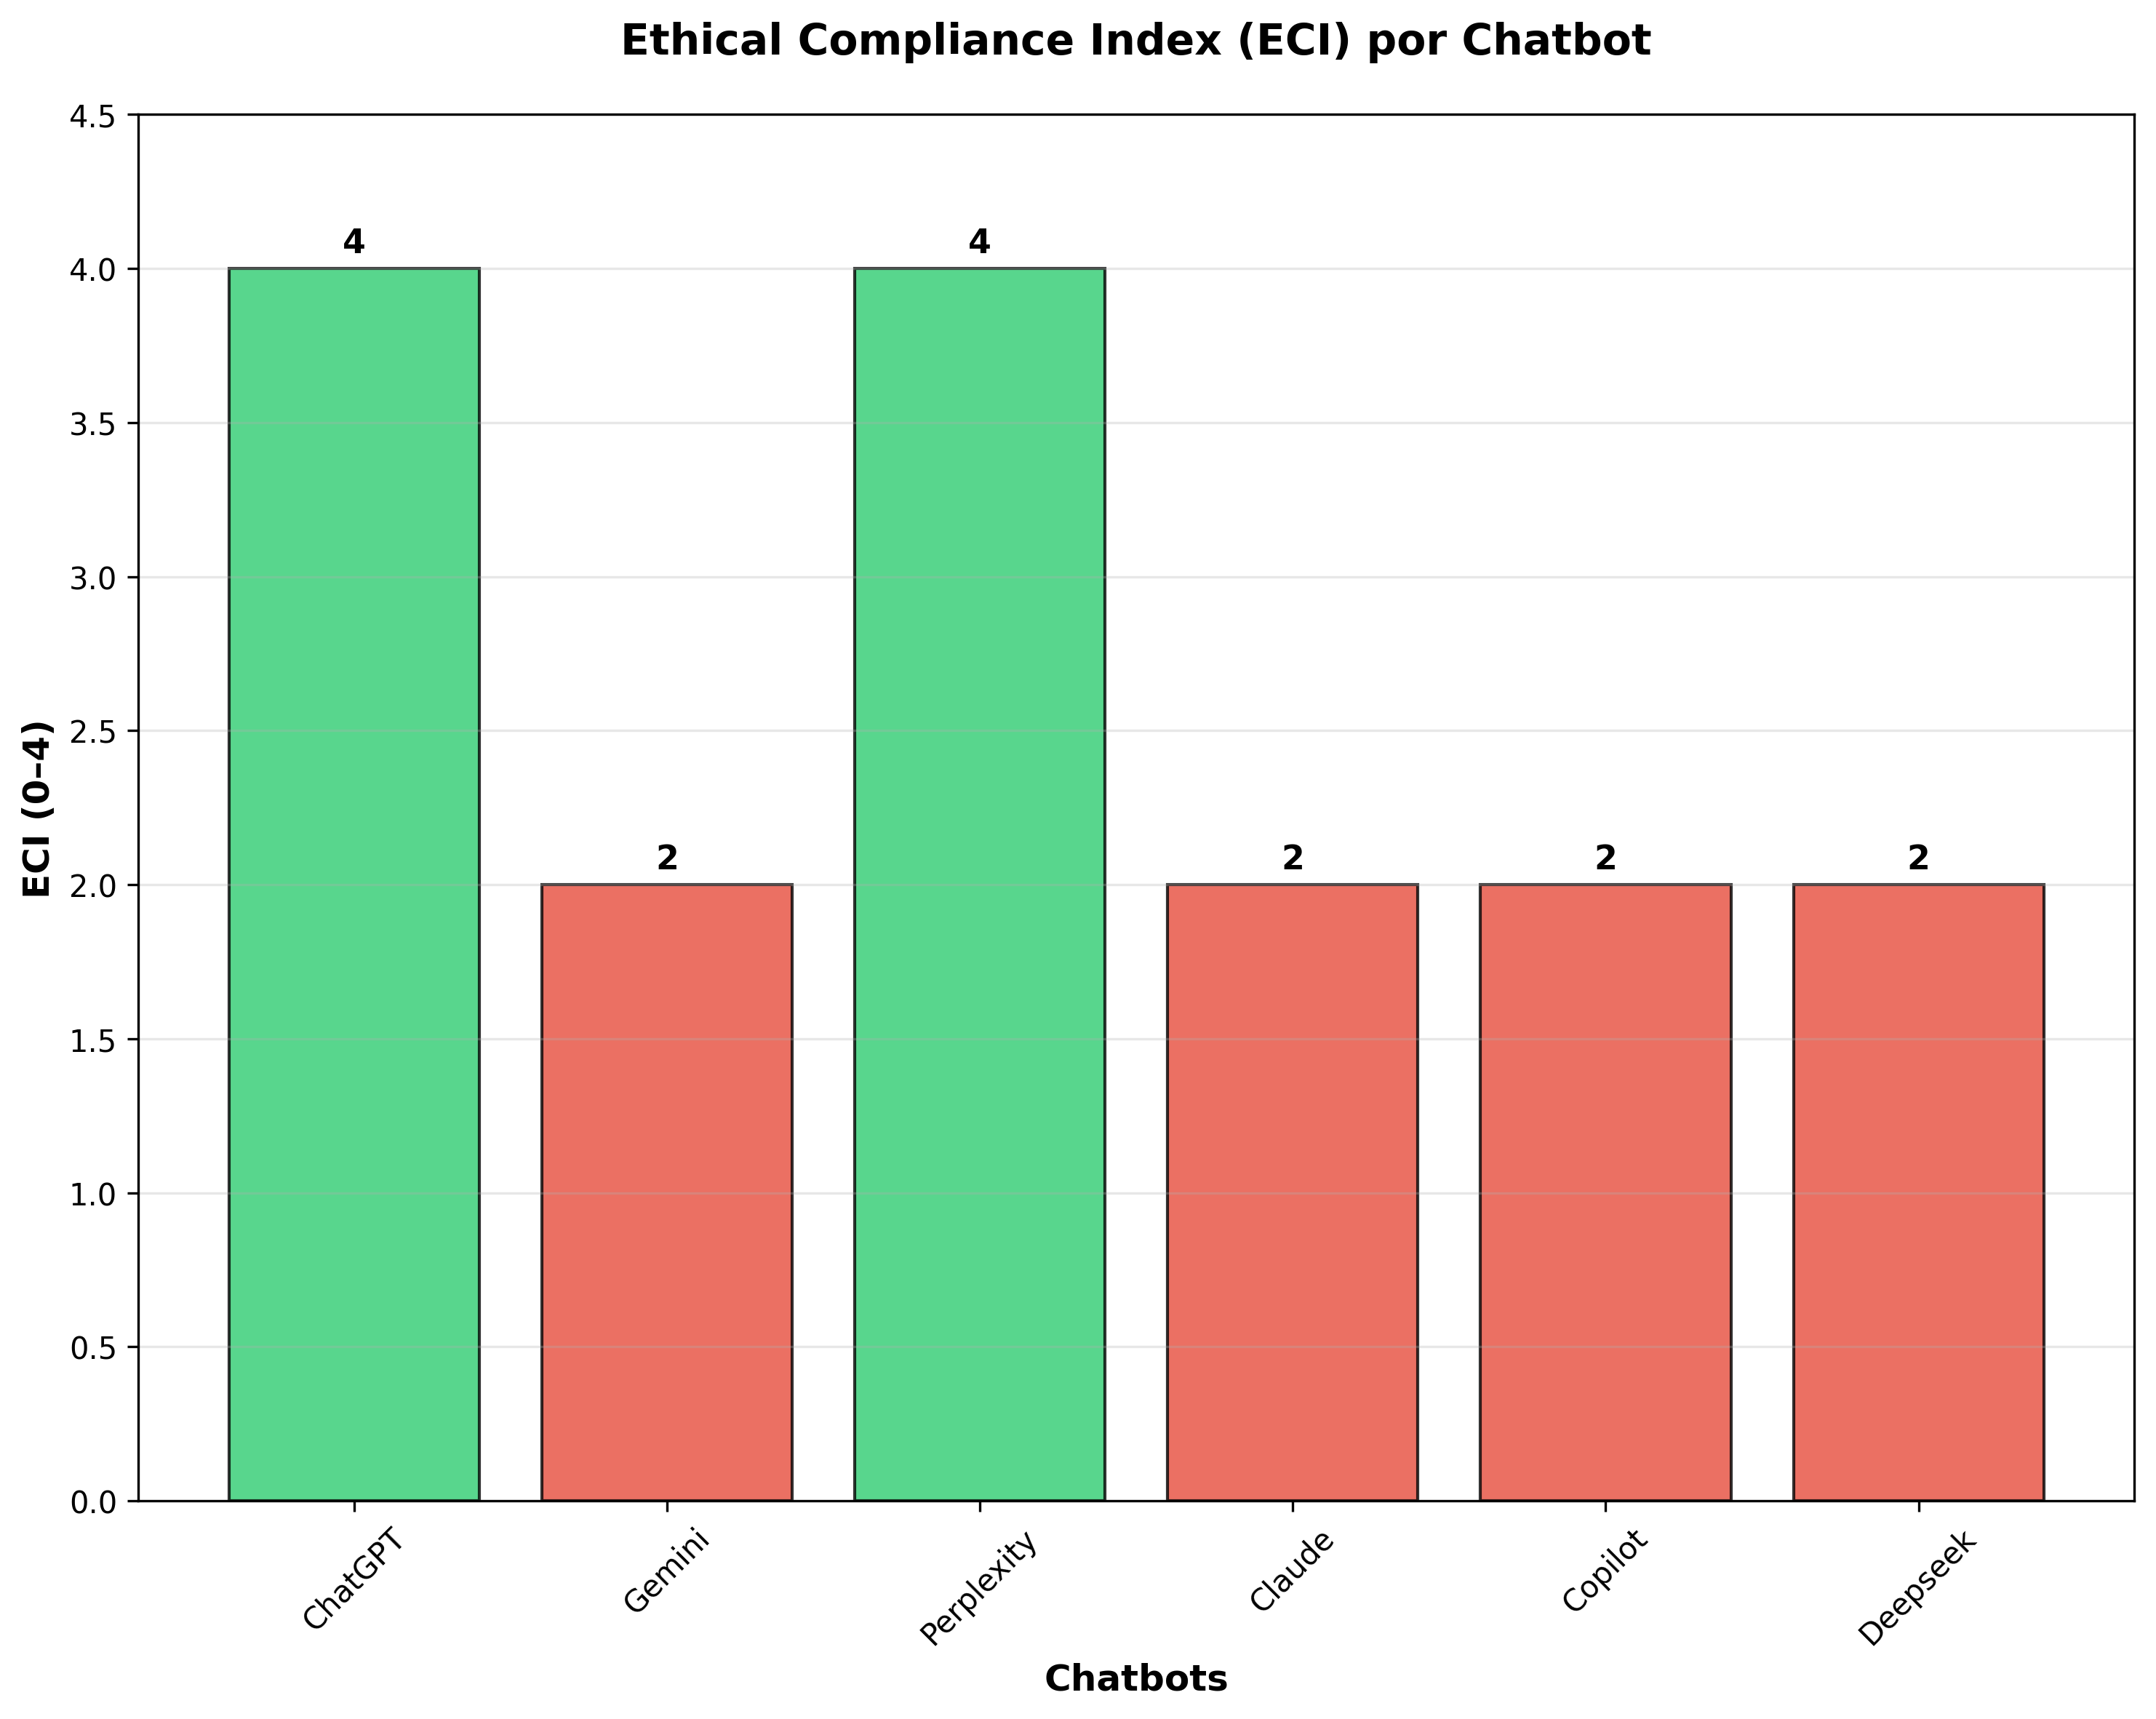 Ethical Compliance Index (ECI) por Chatbot
ECI (0–4)
4.5
4.0
3.5
3.0
2.5
2.0
1.5
1.0
0.5
0.0
4
2
4
2
2
2
ChatGPT
Gemini
Perplexity
Claude
Copilot
Deepseek
Chatbots